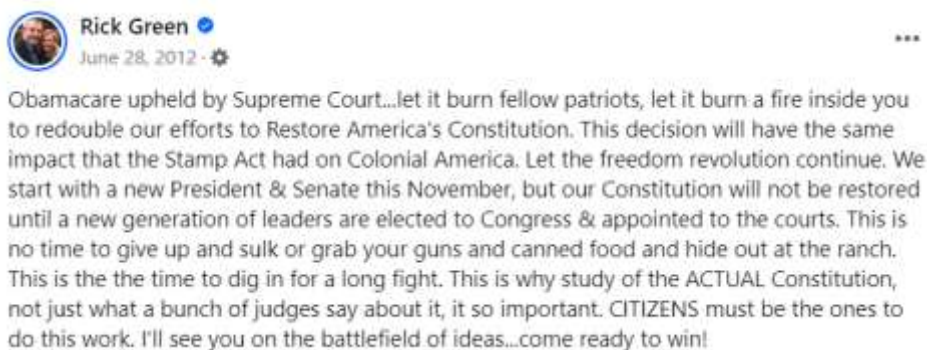 Rick Green
June 28, 2012 ·
Obamacare upheld by Supreme Court...let it burn fellow patriots, let it burn a fire inside you
to redouble our efforts to Restore America's Constitution. This decision will have the same
impact that the Stamp Act had on Colonial America. Let the freedom revolution continue. We
start with a new President & Senate this November, but our Constitution will not be restored
until a new generation of leaders are elected to Congress & appointed to the courts. This is
no time to give up and sulk or grab your guns and canned food and hide out at the ranch.
This is the the time to dig in for a long fight. This is why study of the ACTUAL Constitution,
not just what a bunch of judges say about it, it so important. CITIZENS must be the ones to
do this work. I'll see you on the battlefield of ideas...come ready to win!